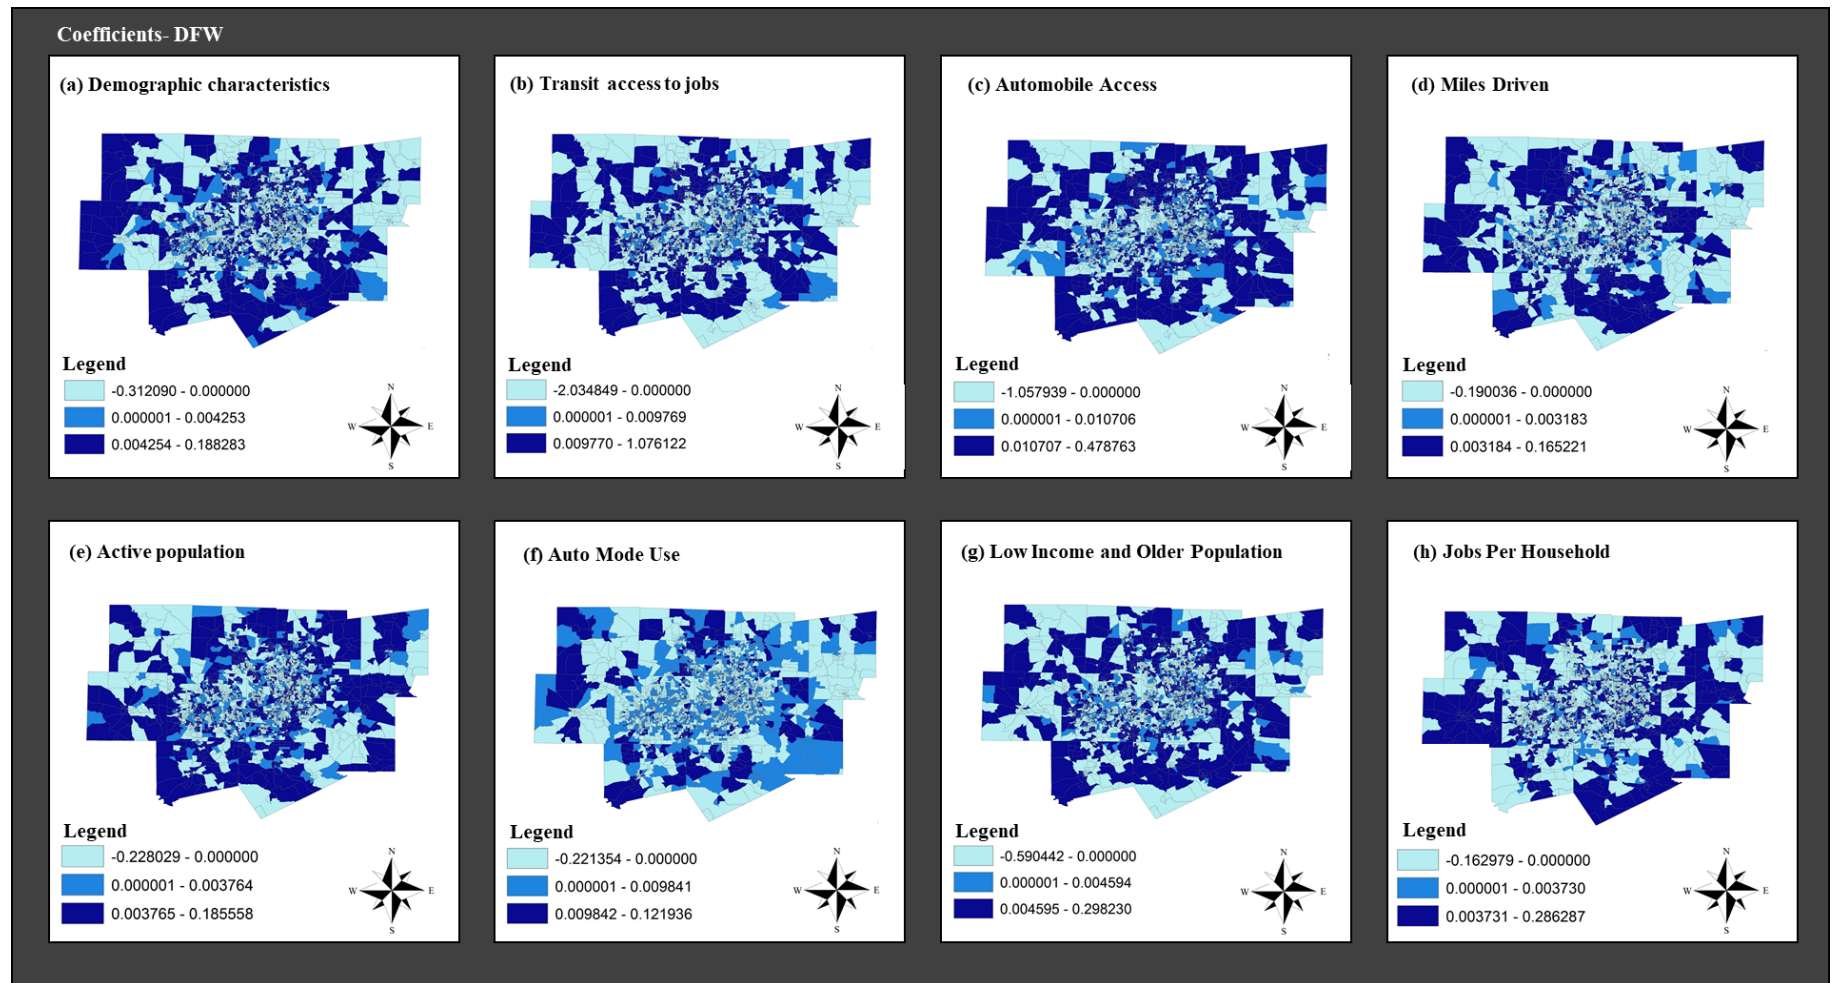 Coefficients- DFW
(a) Demographic characteristics
Legend
-0.312090 - 0.000000
0.000001 - 0.004253
0.004254 - 0.188283
N
W
E
S
(b) Transit access to jobs
Legend
-2.034849 - 0.000000
0.000001 - 0.009769
0.009770 - 1.076122
N
W
E
S
(c) Automobile Access
Legend
-1.057939 - 0.000000
0.000001 - 0.010706
0.010707 - 0.478763
N
W
E
S
(d) Miles Driven
Legend
-0.190036 - 0.000000
0.000001 - 0.003183
0.003184 - 0.165221
N
W
E
S
(e) Active population
Legend
-0.228029 - 0.000000
0.000001 - 0.003764
0.003765 - 0.185558
N
W
E
S
(f) Auto Mode Use
Legend
-0.221354 - 0.000000
0.000001 - 0.009841
0.009842 - 0.121936
N
W
E
S
(g) Low Income and Older Population
Legend
-0.590442 - 0.000000
0.000001 - 0.004594
0.004595 - 0.298230
N
W
E
S
(h) Jobs Per Household
Legend
-0.162979 - 0.000000
0.000001 - 0.003730
0.003731 - 0.286287
N
W
E
S